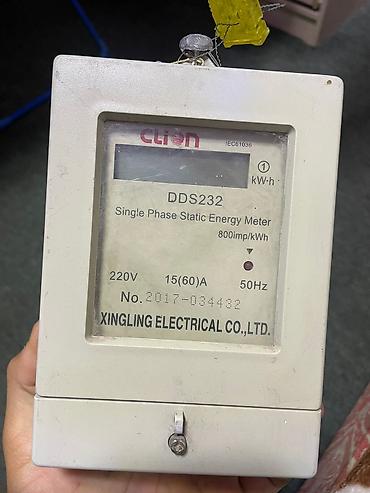 CLION
IEC61036
①
kW·h
DDS232
Single Phase Static Energy Meter
800imp/kWh
220V 15(60)A 50Hz
No. 2017-034432
XINGLING ELECTRICAL CO.,LTD.